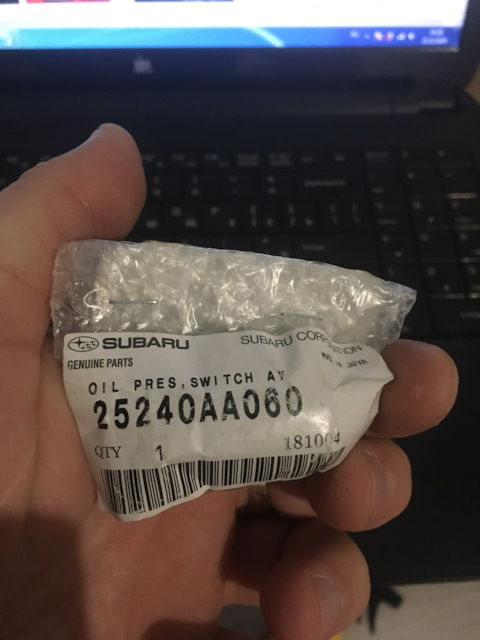 SUBARU SUBARU CORPORATION
GENUINE PARTS MADE IN JAPAN
OIL PRES,SWITCH AY
25240AA060
QTY 1 181004